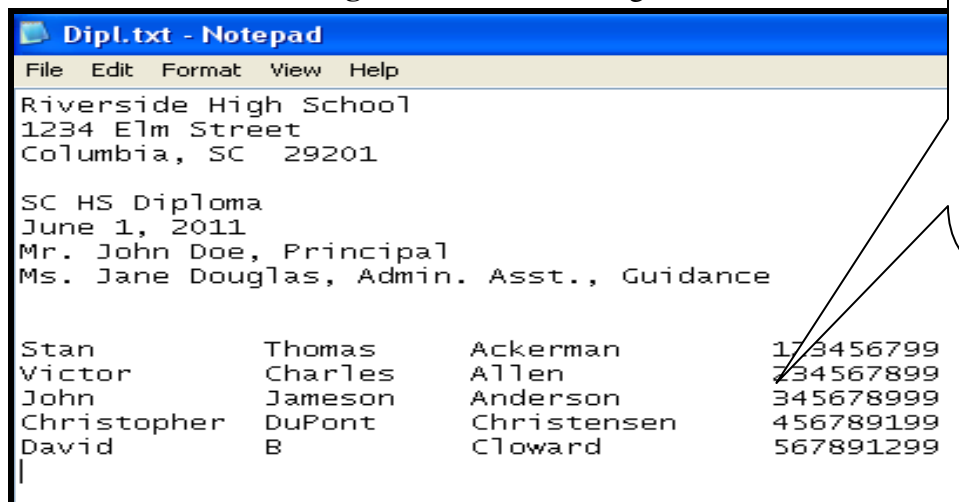 Dipl.txt - Notepad
File Edit Format View Help
Riverside High School
1234 Elm Street
Columbia, SC  29201
SC HS Diploma
June 1, 2011
Mr. John Doe, Principal
Ms. Jane Douglas, Admin. Asst., Guidance
Stan Thomas Ackerman 123456799
Victor Charles Allen 234567899
John Jameson Anderson 345678999
Christopher DuPont Christensen 456789199
David B Cloward 567891299